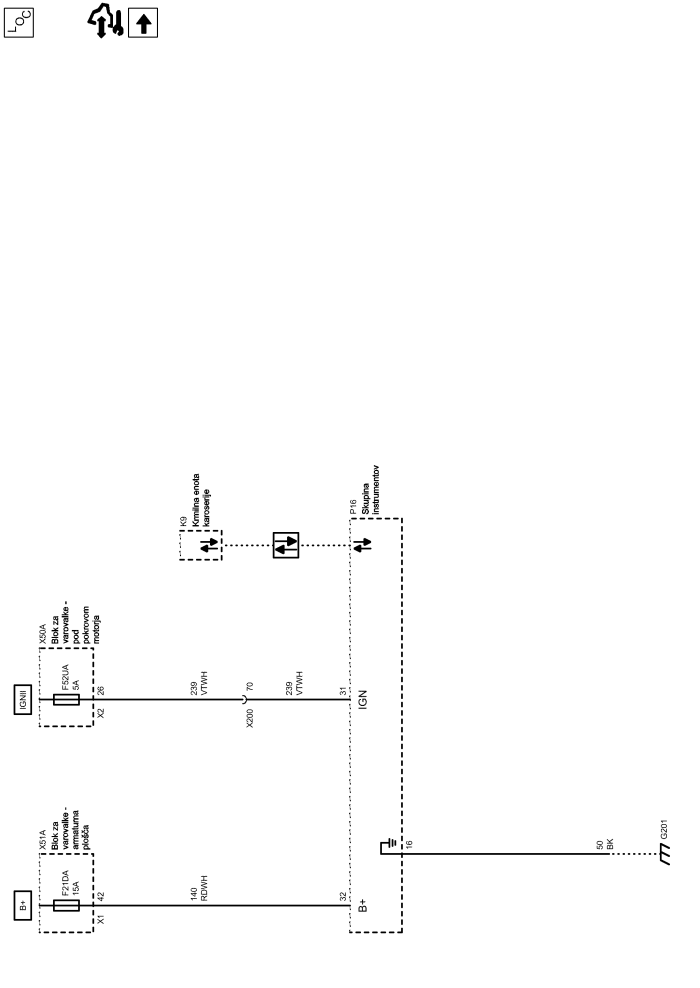 LOC
B+
X51A
Blok za
varovalke -
armaturna
plošča
F21DA
15A
X1
42
140
RDWH
32
B+
IGNII
X50A
Blok za
varovalke -
pod
pokrovom
motorja
F52UA
5A
X2
26
239
VTWH
X200
70
239
VTWH
31
IGN
K9
Krmilna enota
karoserije
P16
Skupina
instrumentov
16
50
BK
G201